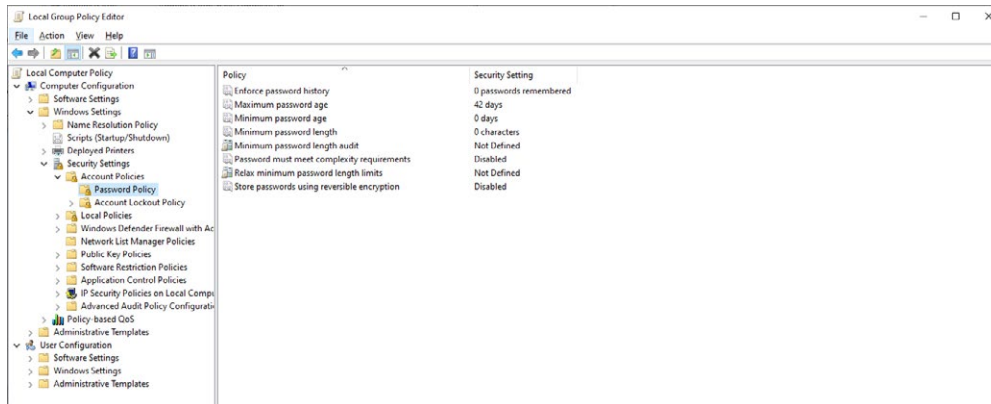 Local Group Policy Editor
File Action View Help
Local Computer Policy
Computer Configuration
Software Settings
Windows Settings
Name Resolution Policy
Scripts (Startup/Shutdown)
Deployed Printers
Security Settings
Account Policies
Password Policy
Account Lockout Policy
Local Policies
Windows Defender Firewall with Ac
Network List Manager Policies
Public Key Policies
Software Restriction Policies
Application Control Policies
IP Security Policies on Local Compu
Advanced Audit Policy Configurati
Policy-based QoS
Administrative Templates
User Configuration
Software Settings
Windows Settings
Administrative Templates
Policy Security Setting
Enforce password history 0 passwords remembered
Maximum password age 42 days
Minimum password age 0 days
Minimum password length 0 characters
Minimum password length audit Not Defined
Password must meet complexity requirements Disabled
Relax minimum password length limits Not Defined
Store passwords using reversible encryption Disabled